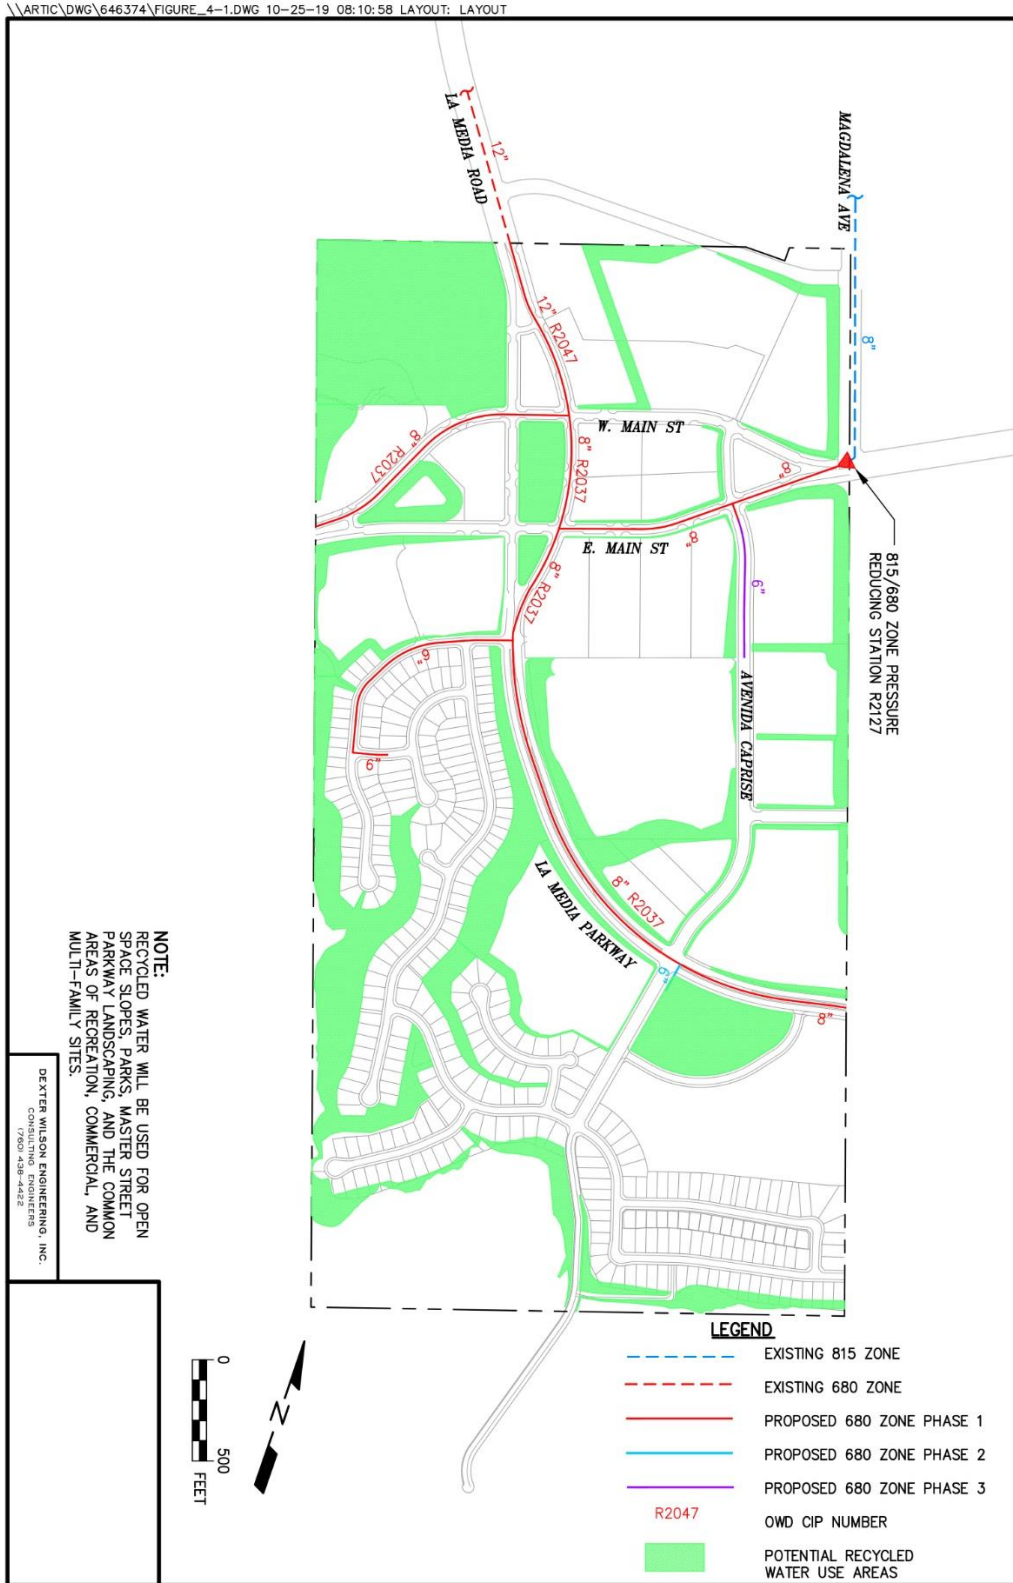 \\ARTIC\DWG\646374\FIGURE_4-1.DWG 10-25-19 08:10:58 LAYOUT: LAYOUT
LA MEDIA ROAD
12"
MAGDALENA AVE
8"
12" R2047
W. MAIN ST
8" R2037
8" R2037
8"
E. MAIN ST
8"
8" R2037
6"
815/680 ZONE PRESSURE
REDUCING STATION R2127
6"
6"
AVENIDA CAPRISE
8" R2037
LA MEDIA PARKWAY
6"
8"
NOTE:
RECYCLED WATER WILL BE USED FOR OPEN
SPACE SLOPES, PARKS, MASTER STREET
PARKWAY LANDSCAPING, AND THE COMMON
AREAS OF RECREATION, COMMERCIAL, AND
MULTI-FAMILY SITES.
DEXTER WILSON ENGINEERING, INC.
CONSULTING ENGINEERS
(760) 438-4422
0
500
FEET
N
LEGEND
EXISTING 815 ZONE
EXISTING 680 ZONE
PROPOSED 680 ZONE PHASE 1
PROPOSED 680 ZONE PHASE 2
PROPOSED 680 ZONE PHASE 3
R2047
OWD CIP NUMBER
POTENTIAL RECYCLED
WATER USE AREAS